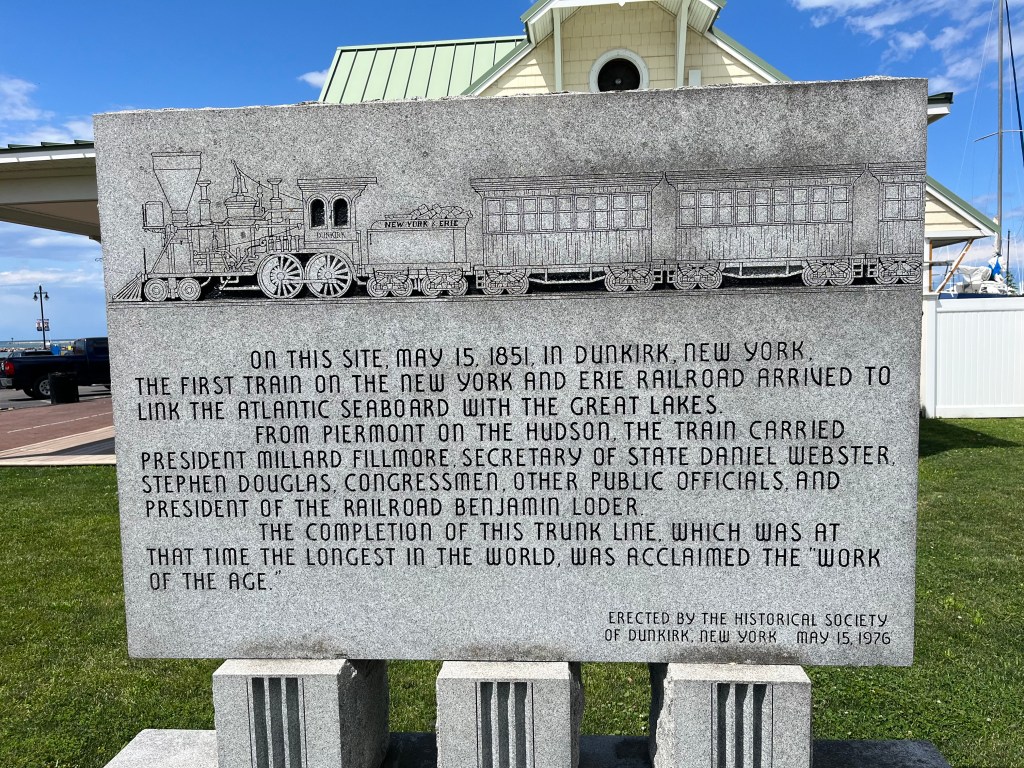 DUNKIRK
NEW YORK & ERIE
ON THIS SITE, MAY 15, 1851, IN DUNKIRK, NEW YORK,
THE FIRST TRAIN ON THE NEW YORK AND ERIE RAILROAD ARRIVED TO
LINK THE ATLANTIC SEABOARD WITH THE GREAT LAKES.
FROM PIERMONT ON THE HUDSON, THE TRAIN CARRIED
PRESIDENT MILLARD FILLMORE, SECRETARY OF STATE DANIEL WEBSTER,
STEPHEN DOUGLAS, CONGRESSMEN, OTHER PUBLIC OFFICIALS, AND
PRESIDENT OF THE RAILROAD BENJAMIN LODER.
THE COMPLETION OF THIS TRUNK LINE, WHICH WAS AT
THAT TIME THE LONGEST IN THE WORLD, WAS ACCLAIMED THE "WORK
OF THE AGE."
ERECTED BY THE HISTORICAL SOCIETY
OF DUNKIRK, NEW YORK MAY 15, 1976